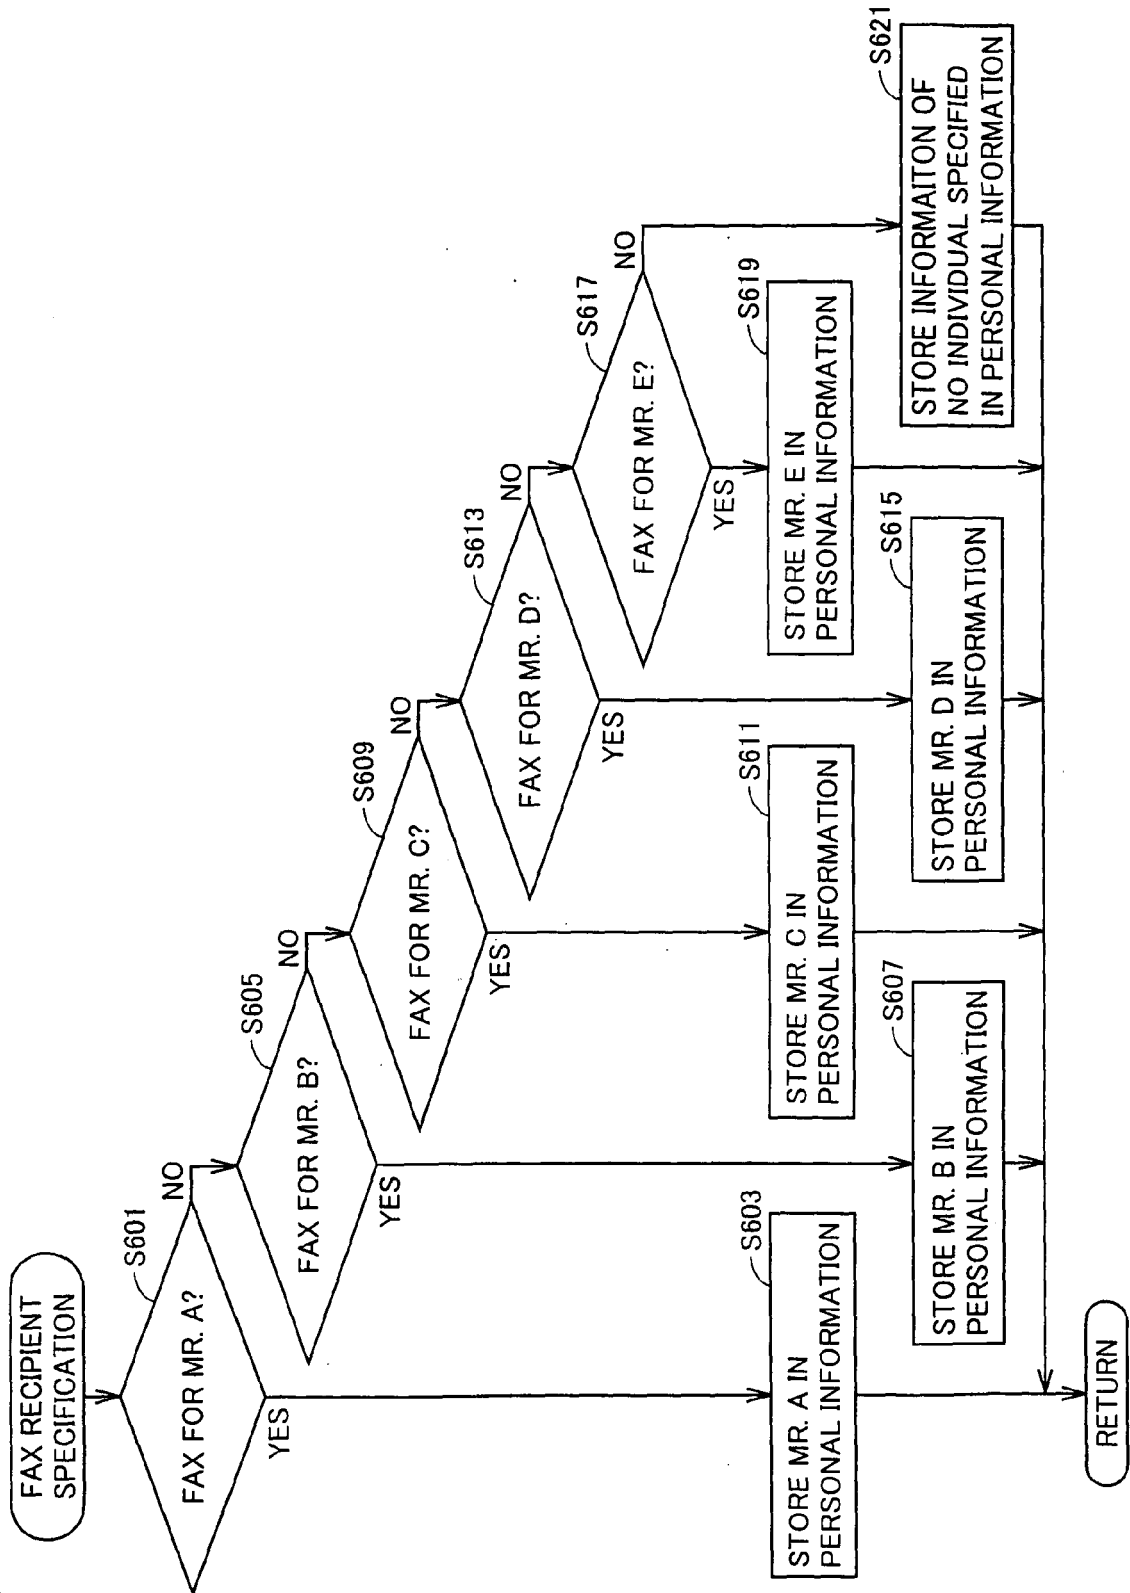 FAX RECIPIENT
SPECIFICATION
S601
FAX FOR MR. A?
NO
YES
S603
STORE MR. A IN
PERSONAL INFORMATION
S605
FAX FOR MR. B?
NO
YES
S607
STORE MR. B IN
PERSONAL INFORMATION
S609
FAX FOR MR. C?
NO
YES
S611
STORE MR. C IN
PERSONAL INFORMATION
S613
FAX FOR MR. D?
NO
YES
S615
STORE MR. D IN
PERSONAL INFORMATION
S617
FAX FOR MR. E?
NO
YES
S619
STORE MR. E IN
PERSONAL INFORMATION
S621
STORE INFORMAITON OF
NO INDIVIDUAL SPECIFIED
IN PERSONAL INFORMATION
RETURN